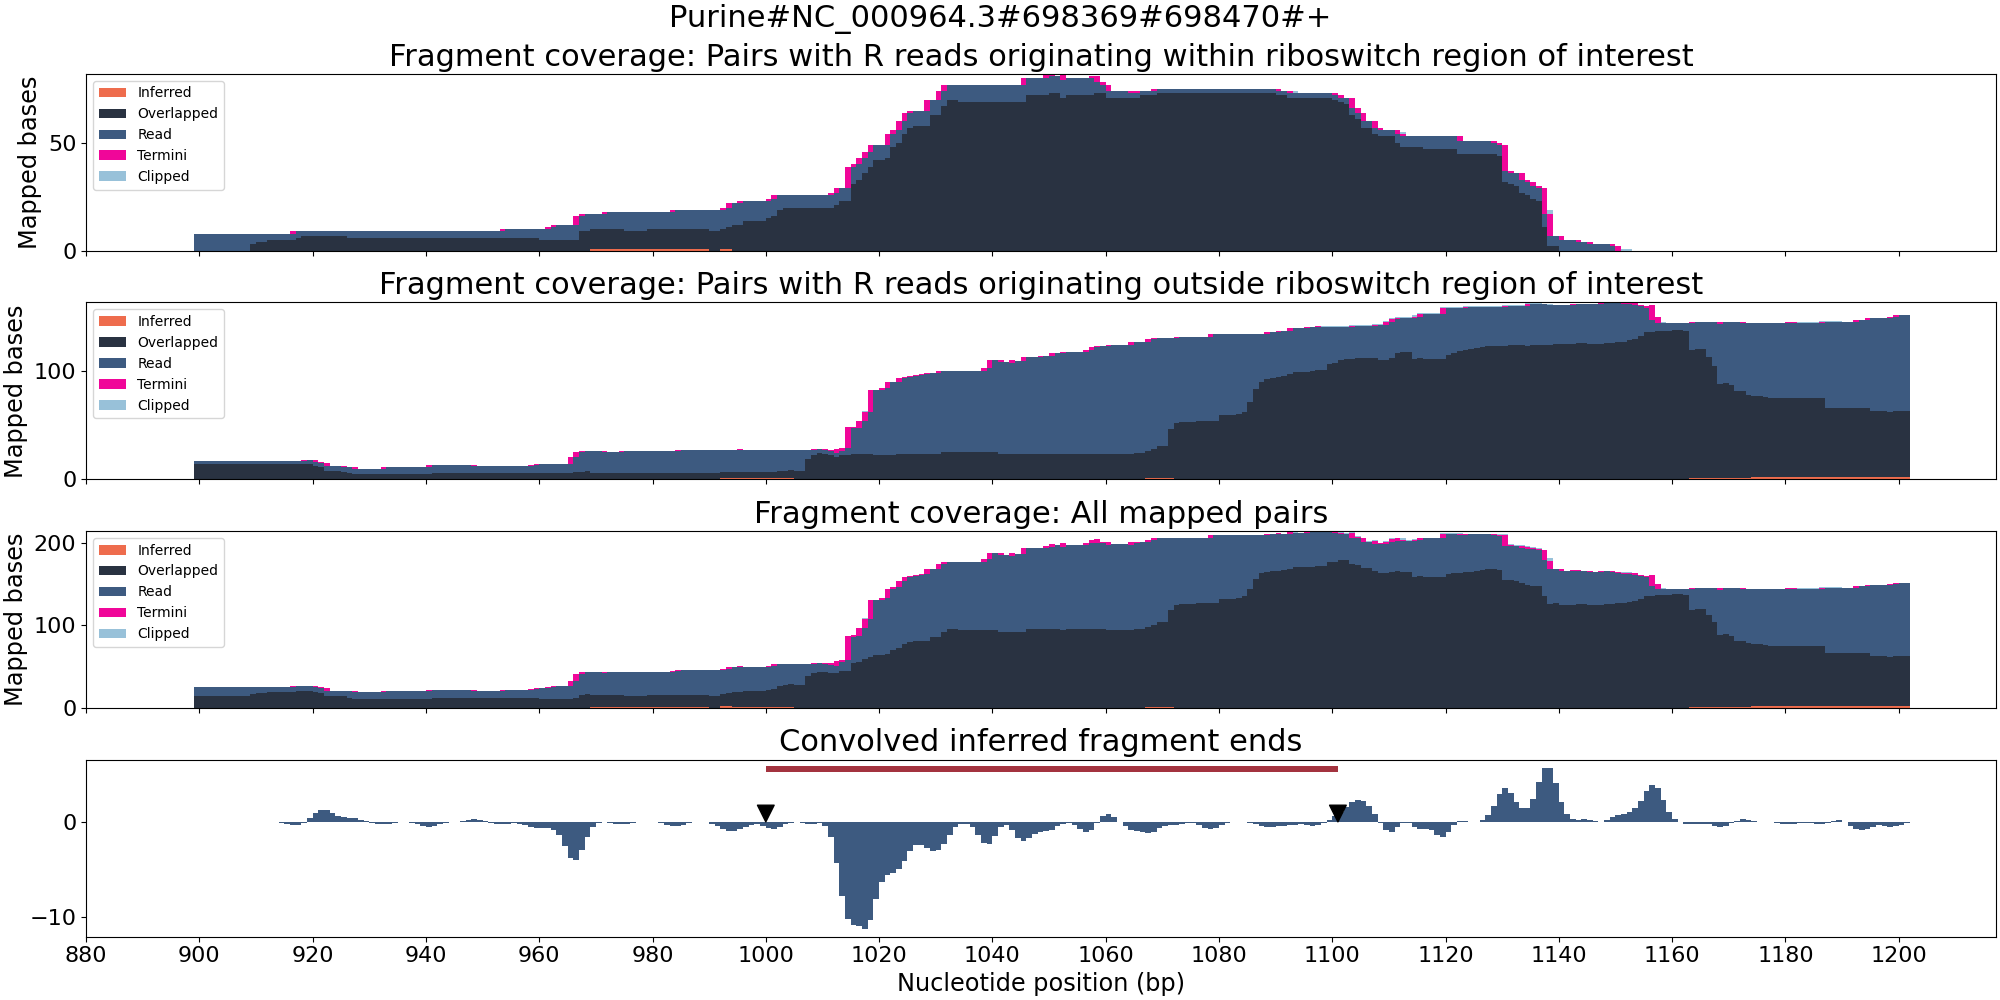 Purine#NC_000964.3#698369#698470#+
Fragment coverage: Pairs with R reads originating within riboswitch region of interest
Mapped bases
50
0
Inferred
Overlapped
Read
Termini
Clipped
Fragment coverage: Pairs with R reads originating outside riboswitch region of interest
Mapped bases
100
0
Inferred
Overlapped
Read
Termini
Clipped
Fragment coverage: All mapped pairs
Mapped bases
200
100
0
Inferred
Overlapped
Read
Termini
Clipped
Convolved inferred fragment ends
0
−10
880 900 920 940 960 980 1000 1020 1040 1060 1080 1100 1120 1140 1160 1180 1200
Nucleotide position (bp)